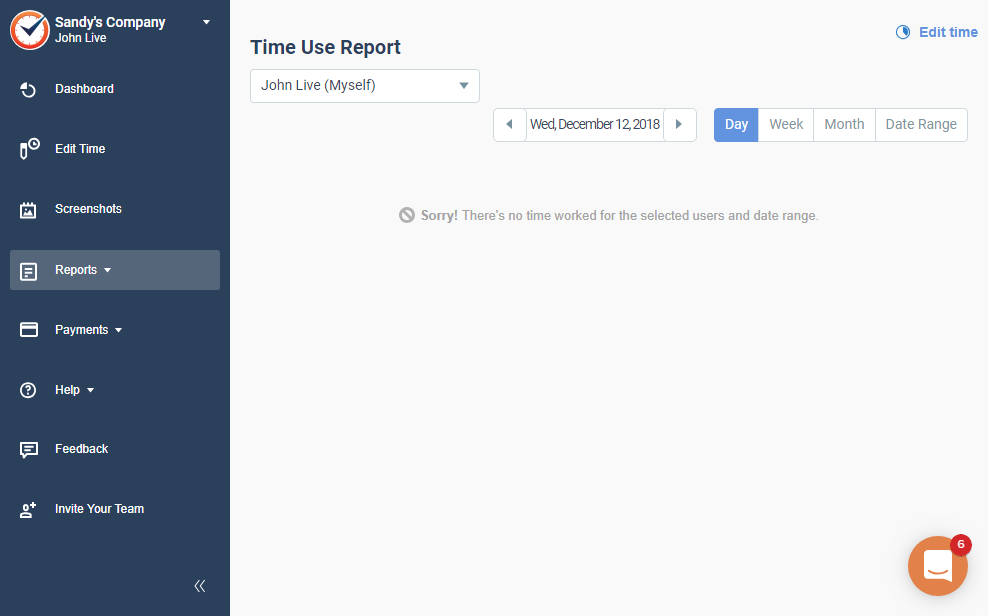 Sandy's Company
John Live
Dashboard
Edit Time
Screenshots
Reports
Payments
Help
Feedback
Invite Your Team
Edit time
Time Use Report
John Live (Myself)
Wed, December 12, 2018
Day Week Month Date Range
Sorry! There's no time worked for the selected users and date range.
6